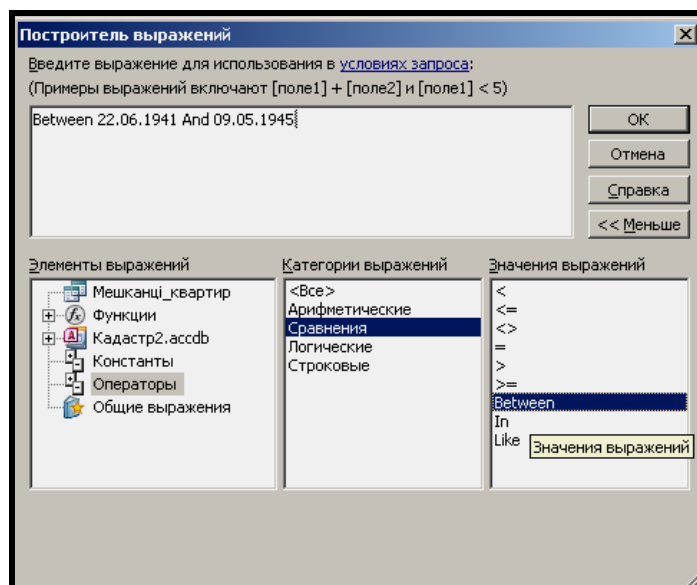 Построитель выражений
Введите выражение для использования в условиях запроса:
(Примеры выражений включают [поле1] + [поле2] и [поле1] < 5)
Between 22.06.1941 And 09.05.1945
ОК
Отмена
Справка
<< Меньше
Элементы выражений
Мешканці_квартир
Функции
Кадастр2.accdb
Константы
Операторы
Общие выражения
Категории выражений
<Все>
Арифметические
Сравнения
Логические
Строковые
Значения выражений
<
<=
<>
=
>
>=
Between
In
Like
Значения выражений